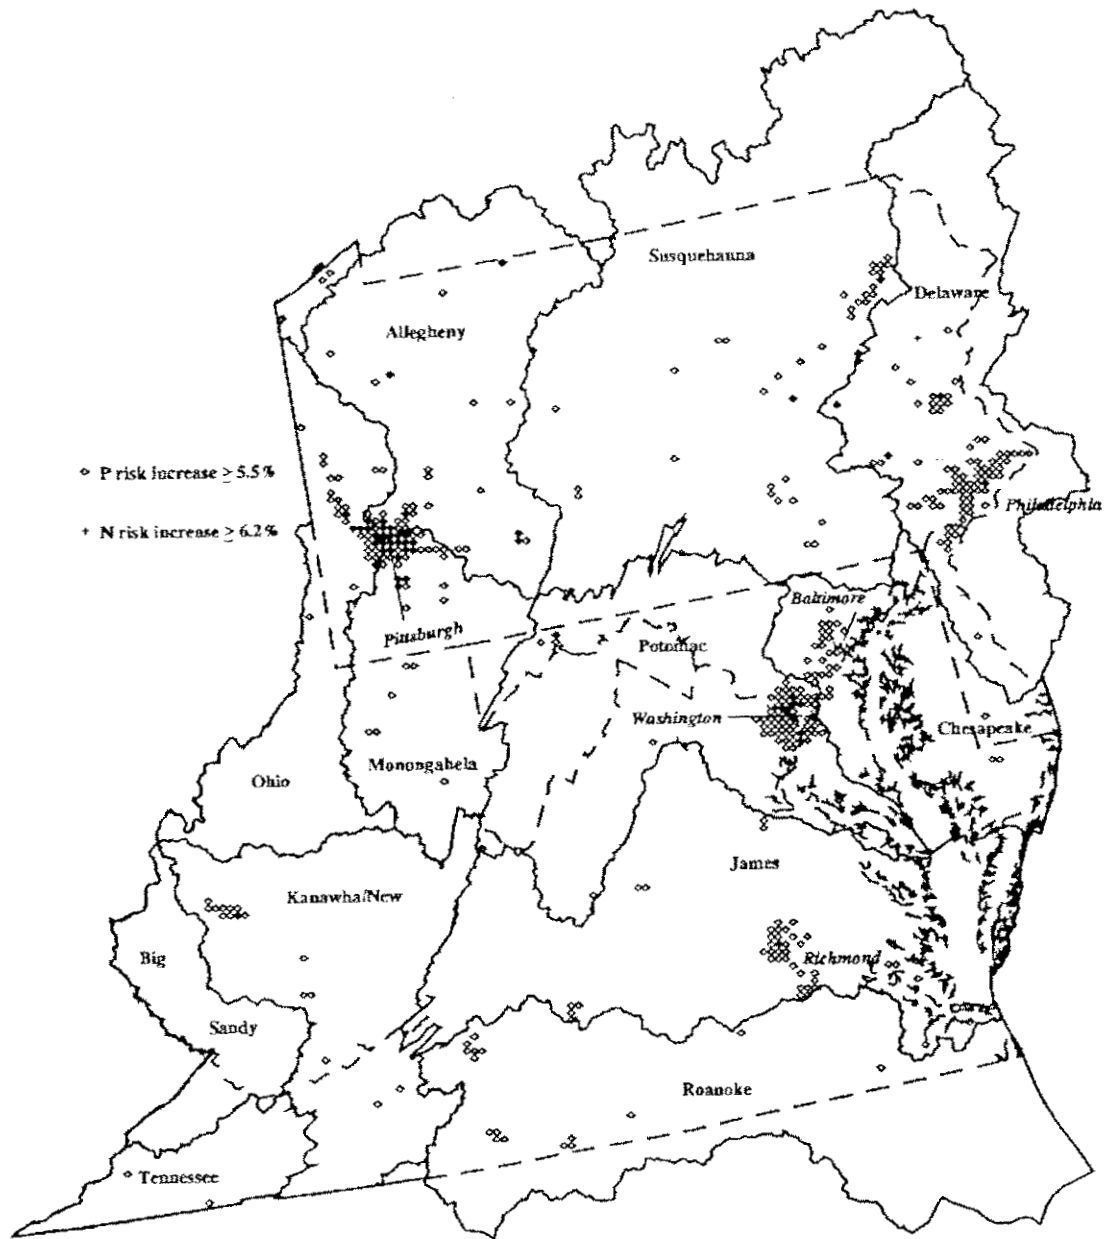 Susquehanna
Delaware
Allegheny
◇ P risk increase ≥ 5.5%
Philadelphia
+ N risk increase ≥ 6.2%
Baltimore
Pittsburgh
Potomac
Washington
Chesapeake
Monongahela
Ohio
James
Kanawha/New
Big
Richmond
Sandy
Roanoke
Tennessee